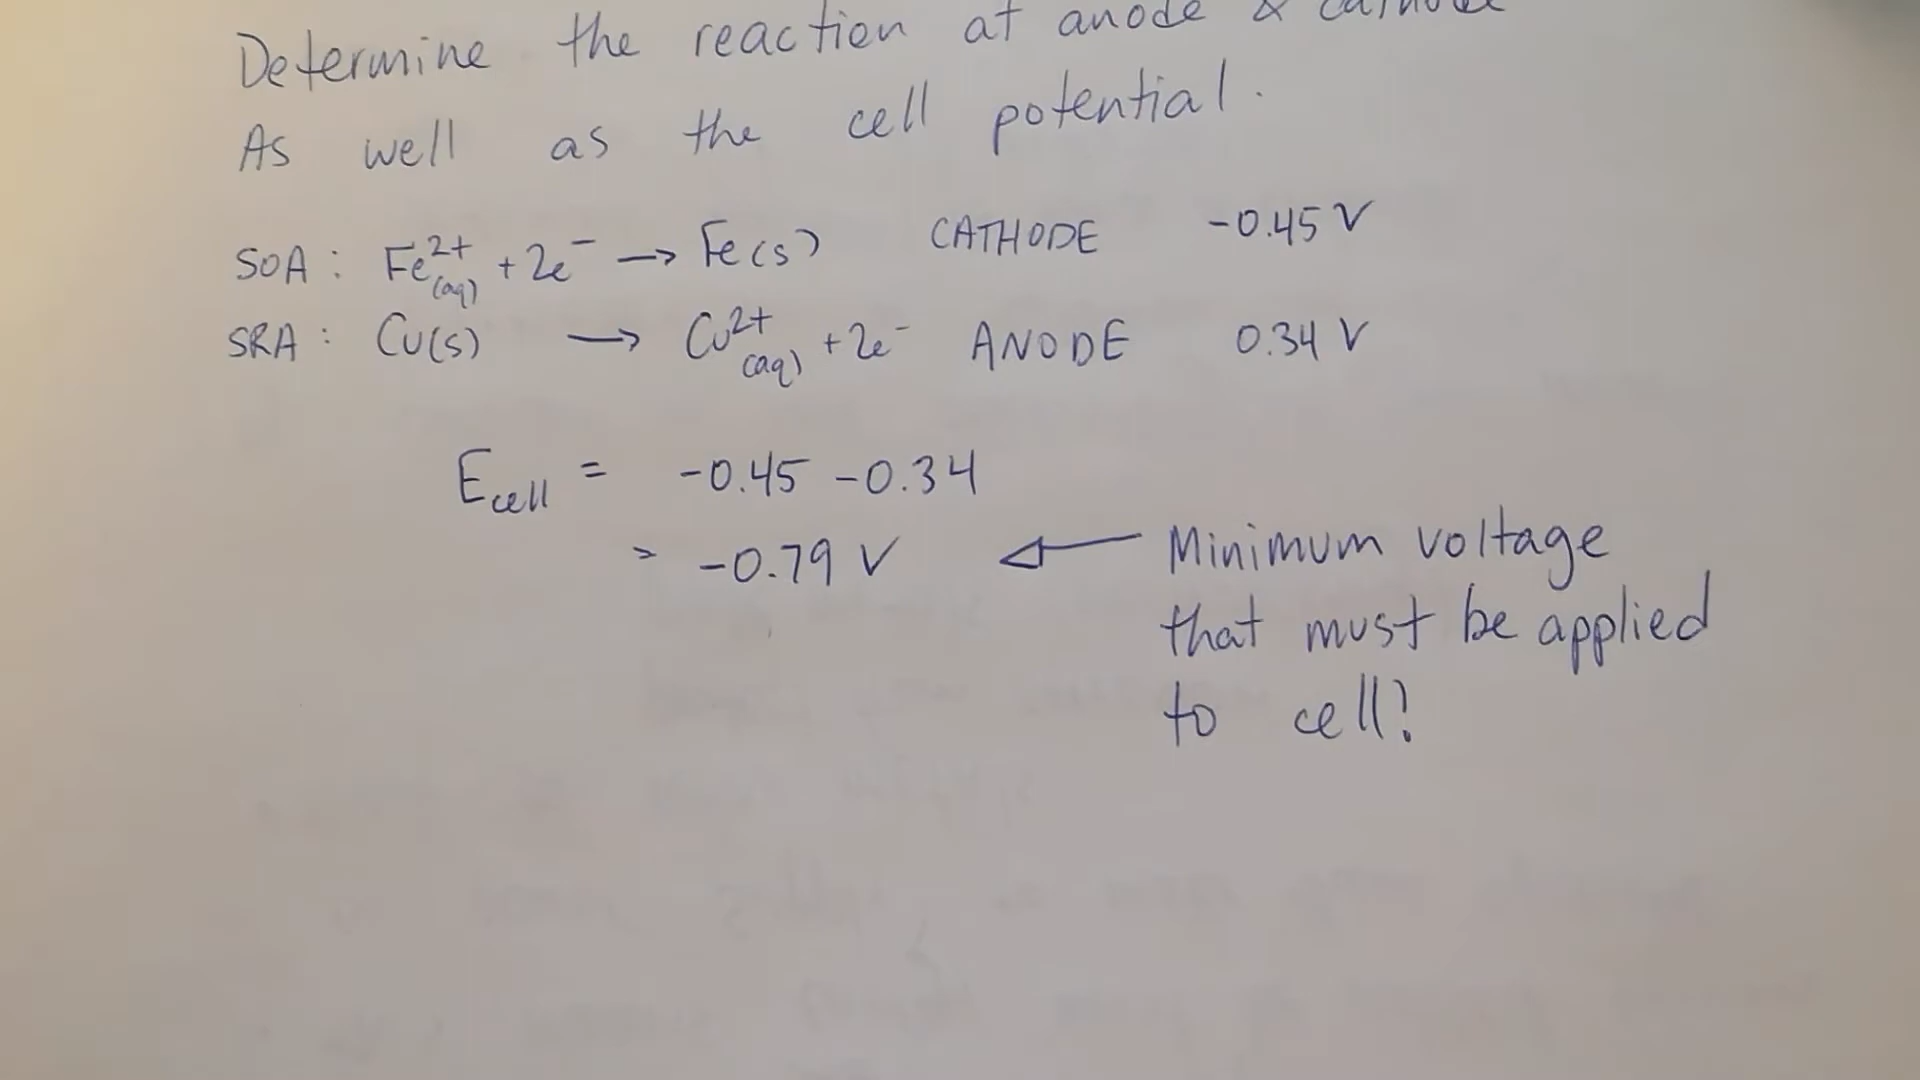 Determine the reaction at anode & cathode
As well as the cell potential.
SOA : Fe²⁺(aq) + 2e⁻ → Fe(s) CATHODE -0.45 V
SRA : Cu(s) → Cu²⁺(aq) + 2e⁻ ANODE 0.34 V
Ecell = -0.45 -0.34
= -0.79 V ← Minimum voltage
that must be applied
to cell!